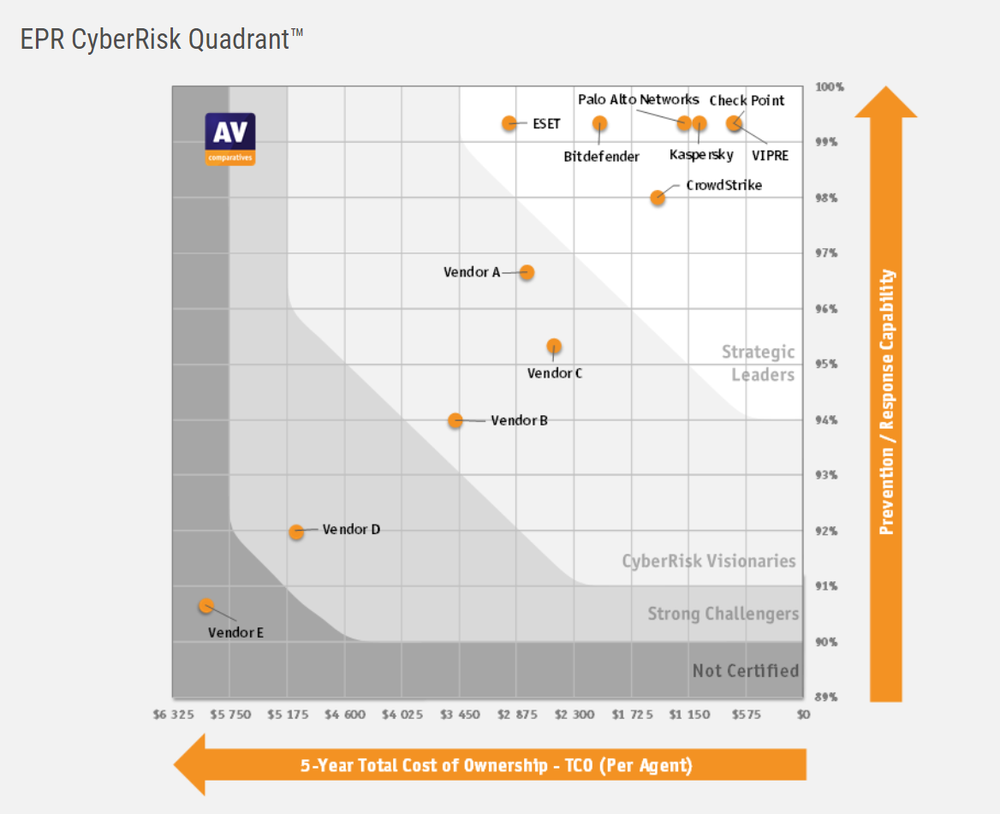 EPR CyberRisk Quadrant™
AV
comparatives
Palo Alto Networks
Check Point
ESET
Bitdefender
Kaspersky
VIPRE
CrowdStrike
Vendor A
Vendor C
Vendor B
Vendor D
Vendor E
Strategic
Leaders
CyberRisk Visionaries
Strong Challengers
Not Certified
100%
99%
98%
97%
96%
95%
94%
93%
92%
91%
90%
89%
Prevention / Response Capability
$6 325 $5 750 $5 175 $4 600 $4 025 $3 450 $2 875 $2 300 $1 725 $1 150 $575 $0
5-Year Total Cost of Ownership - TCO (Per Agent)